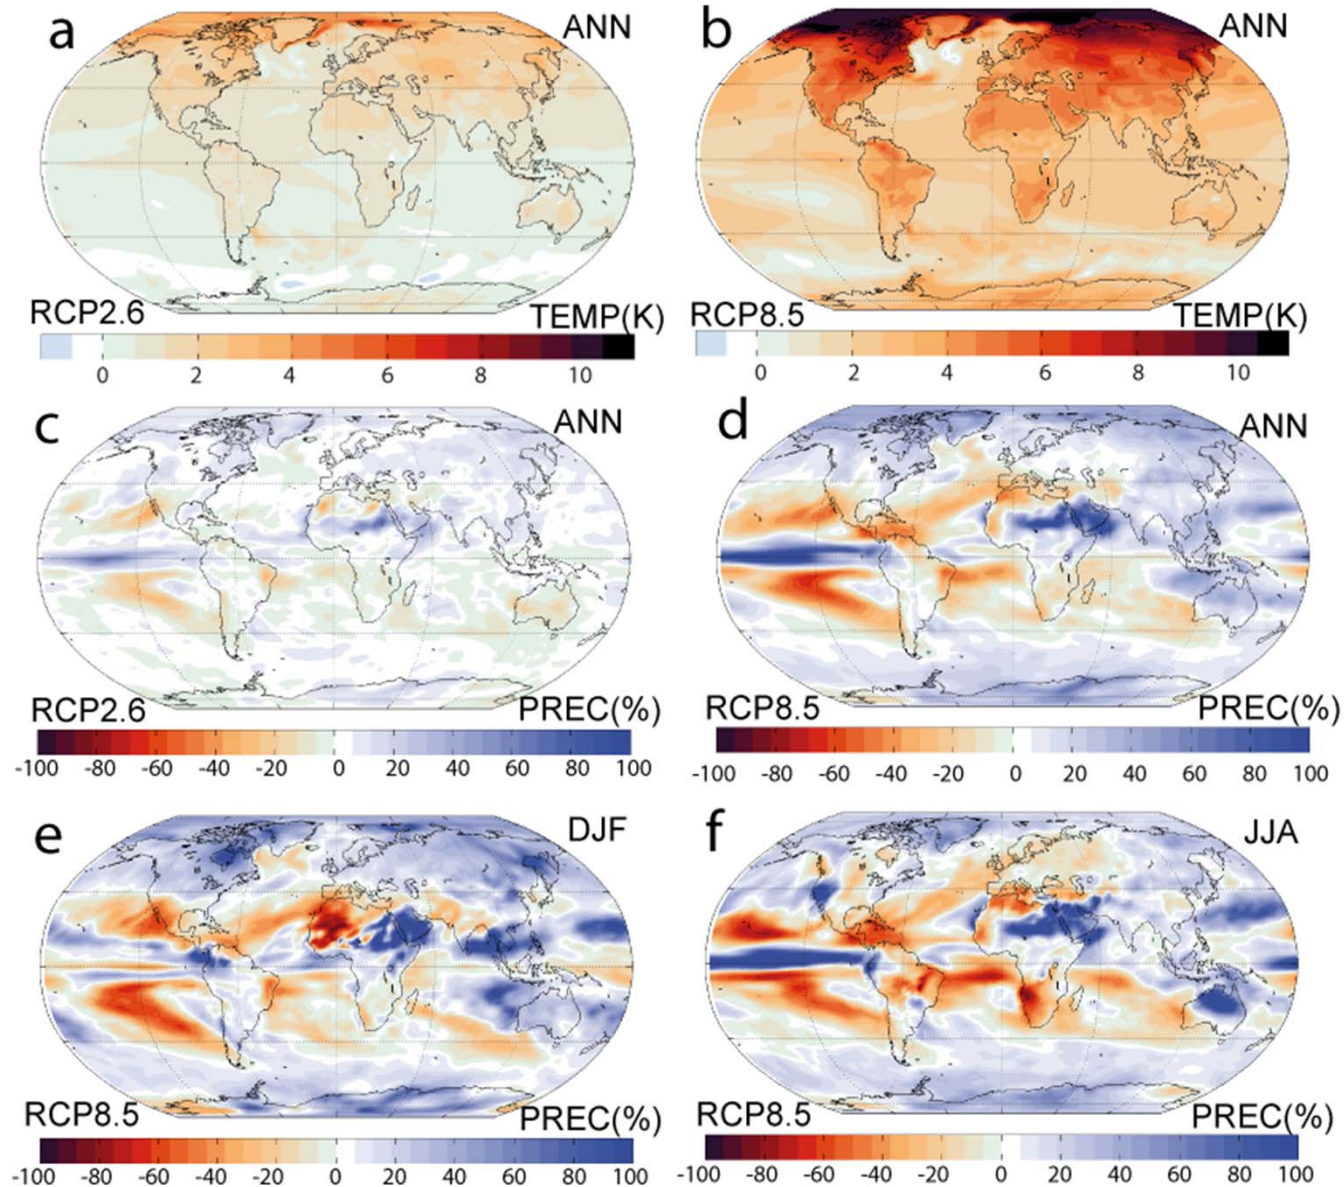 a ANN
b ANN
RCP2.6 TEMP(K)
0 2 4 6 8 10
RCP8.5 TEMP(K)
0 2 4 6 8 10
c ANN
d ANN
RCP2.6 PREC(%)
-100 -80 -60 -40 -20 0 20 40 60 80 100
RCP8.5 PREC(%)
-100 -80 -60 -40 -20 0 20 40 60 80 100
e DJF
f JJA
RCP8.5 PREC(%)
-100 -80 -60 -40 -20 0 20 40 60 80 100
RCP8.5 PREC(%)
-100 -80 -60 -40 -20 0 20 40 60 80 100